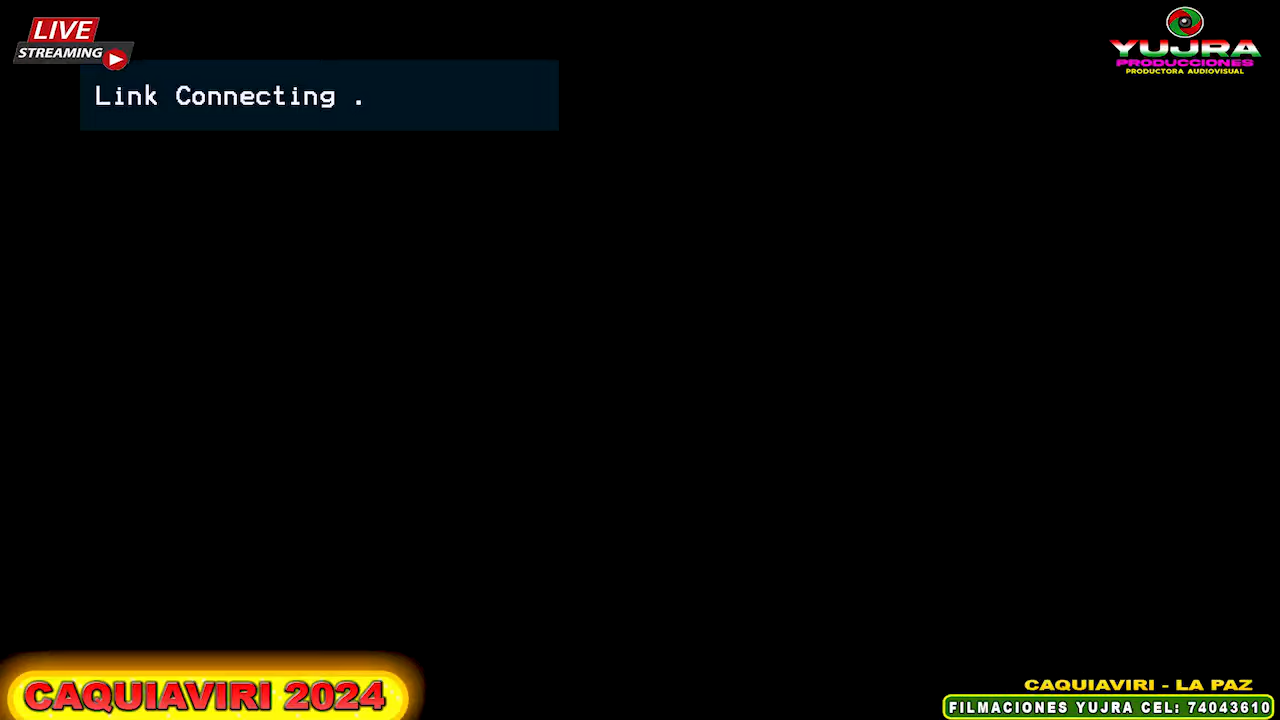 LIVE
STREAMING
YUJRA
PRODUCCIONES
PRODUCTORA AUDIOVISUAL
Link Connecting .
CAQUIAVIRI 2024
CAQUIAVIRI - LA PAZ
FILMACIONES YUJRA CEL: 74043610